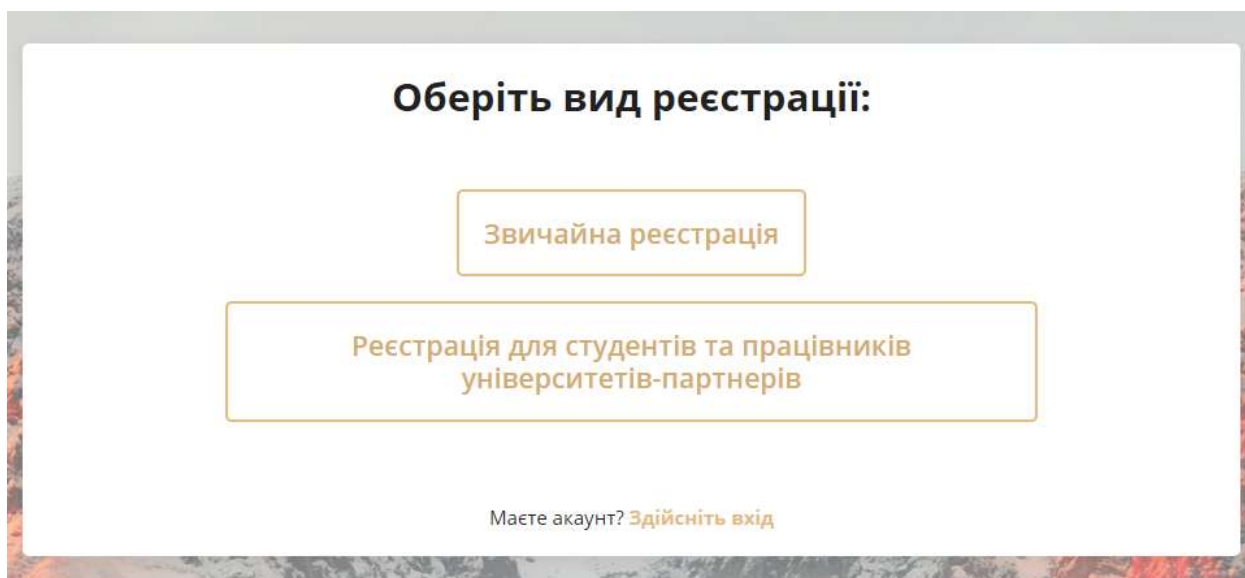 Оберіть вид реєстрації:
Звичайна реєстрація
Реєстрація для студентів та працівників
університетів-партнерів
Маєте акаунт? Здійсніть вхід